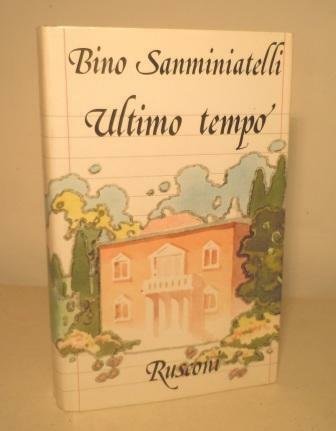 Bino Sanminiatelli
Ultimo tempo
Rusconi